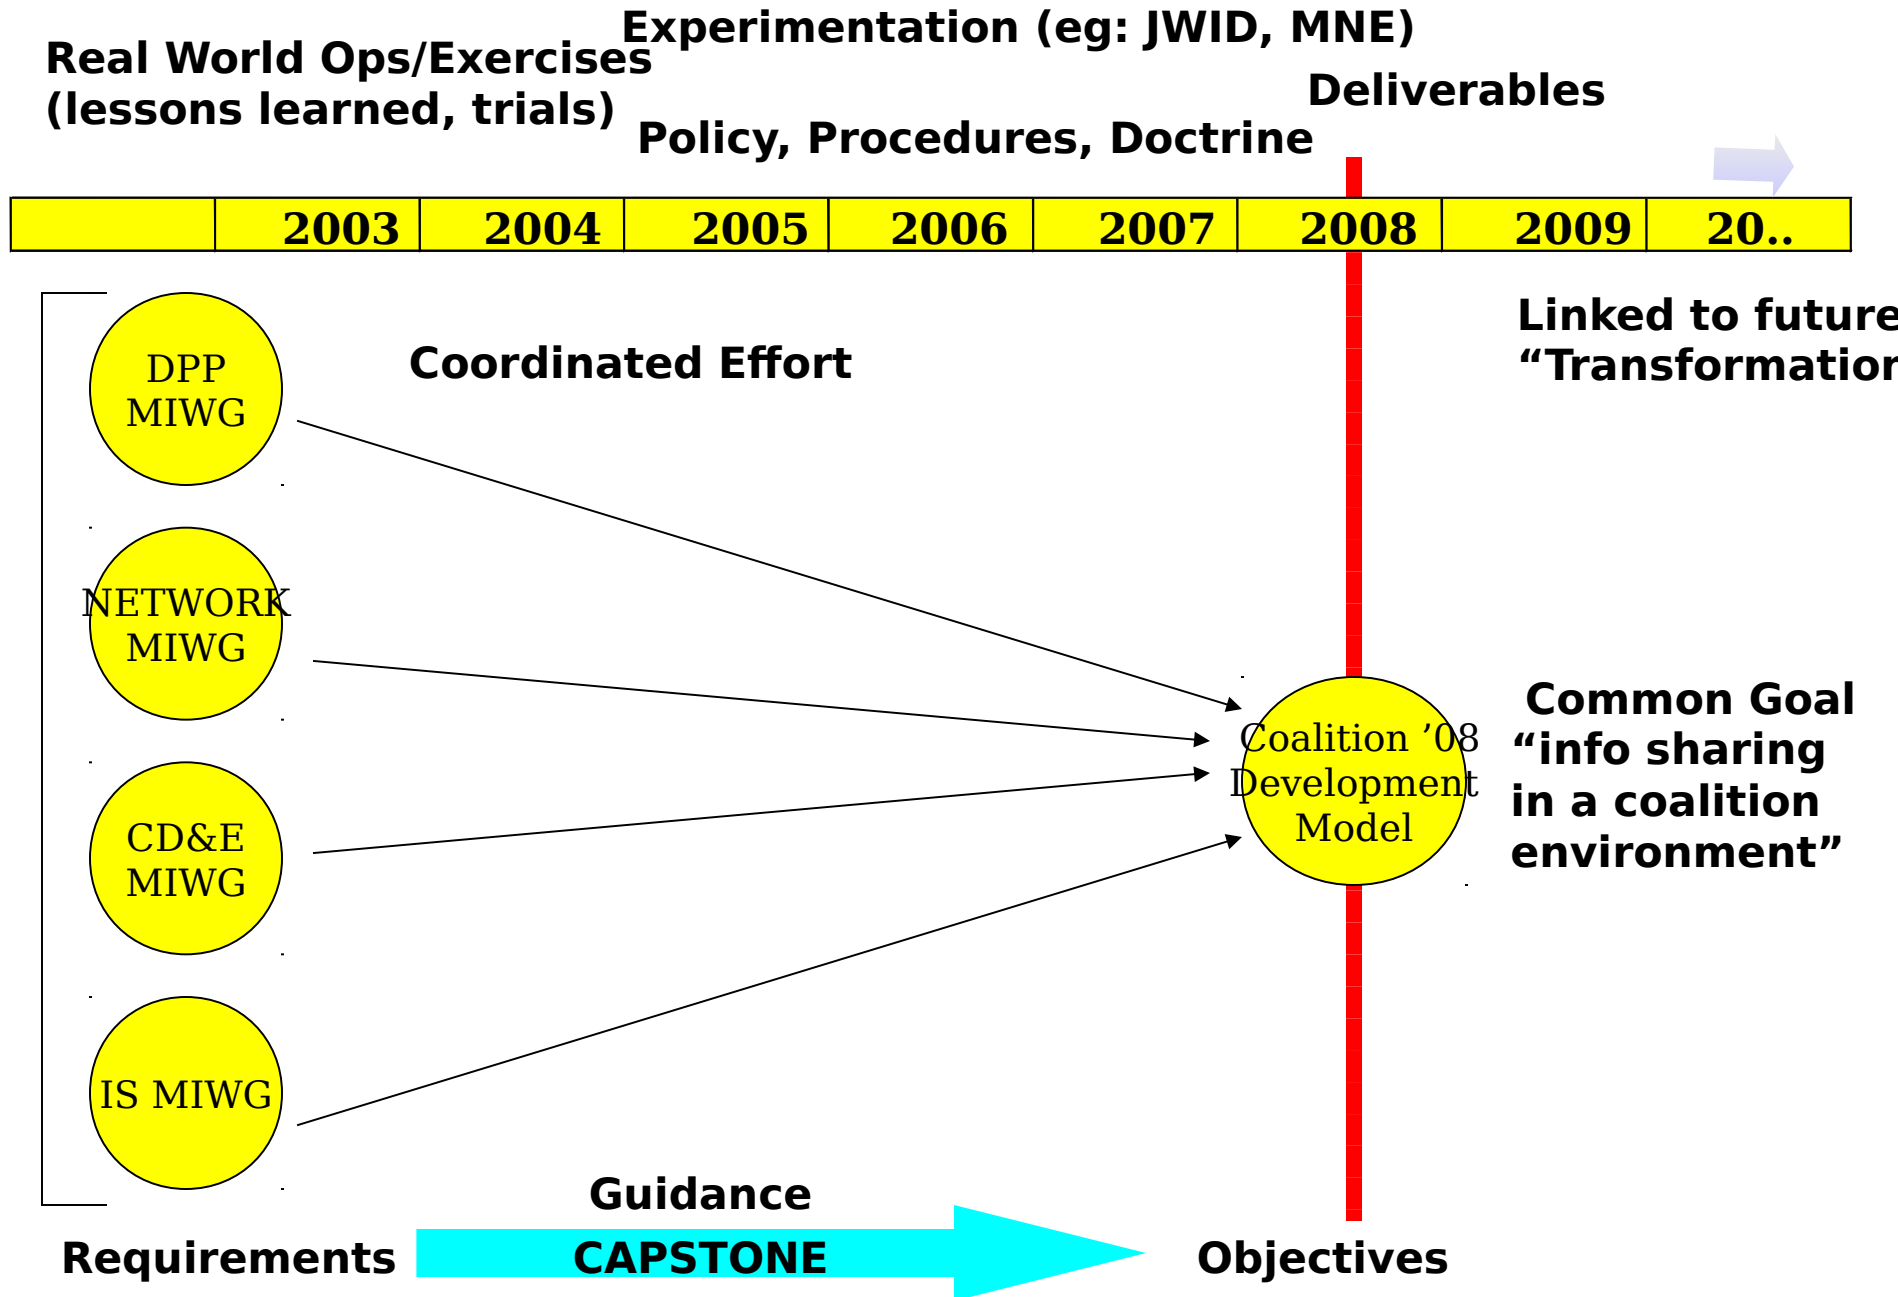 Experimentation (eg: JWID, MNE)
Real World Ops/Exercises
(lessons learned, trials)
Deliverables
Policy, Procedures, Doctrine
2003 2004 2005 2006 2007 2008 2009 20..
Linked to future
“Transformation
Coordinated Effort
DPP
MIWG
NETWORK
MIWG
CD&E
MIWG
IS MIWG
Coalition ’08
Development
Model
Common Goal
“info sharing
in a coalition
environment”
Guidance
Requirements
CAPSTONE
Objectives